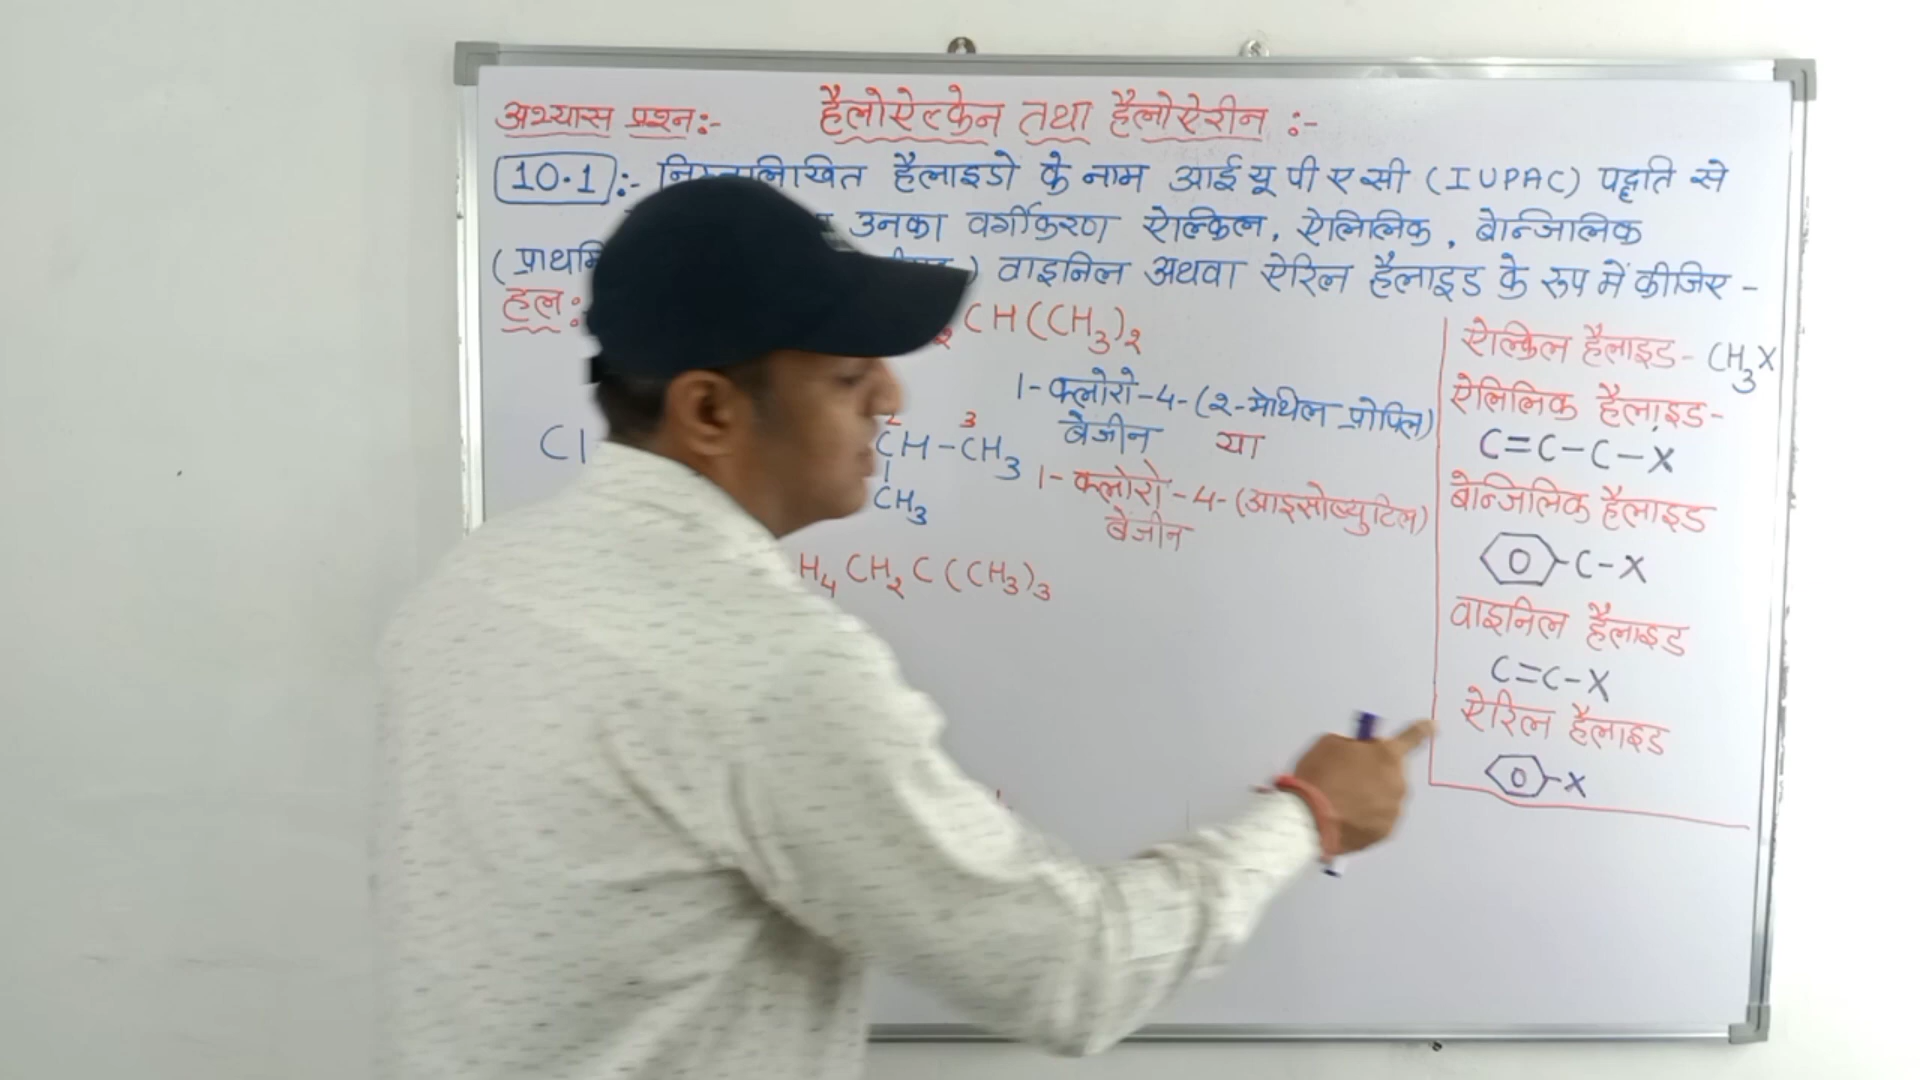 अभ्यास प्रश्न:- हैलोऐल्केन तथा हैलोऐरीन :-
10.1 :- हैलाइडो के नाम आई यू पी ए सी (IUPAC) पद्धति से
उनका वर्गीकरण ऐल्किल, ऐलिलिक, बेन्जिलिक
( ) वाइनिल अथवा ऐरिल हैलाइड के रूप में कीजिए -
हल:
CH(CH3)2
1-क्लोरो-4-(2-मेथिल प्रोपिल)
बेंजीन या
2 3
Cl CH-CH3
CH3
1-क्लोरो-4-(आइसोब्युटिल)
बेंजीन
H4 CH2 C(CH3)3
ऐल्किल हैलाइड- CH3X
ऐलिलिक हैलाइड-
C=C-C-X
बेन्जिलिक हैलाइड
-C-X
वाइनिल हैलाइड
C=C-X
ऐरिल हैलाइड
-X